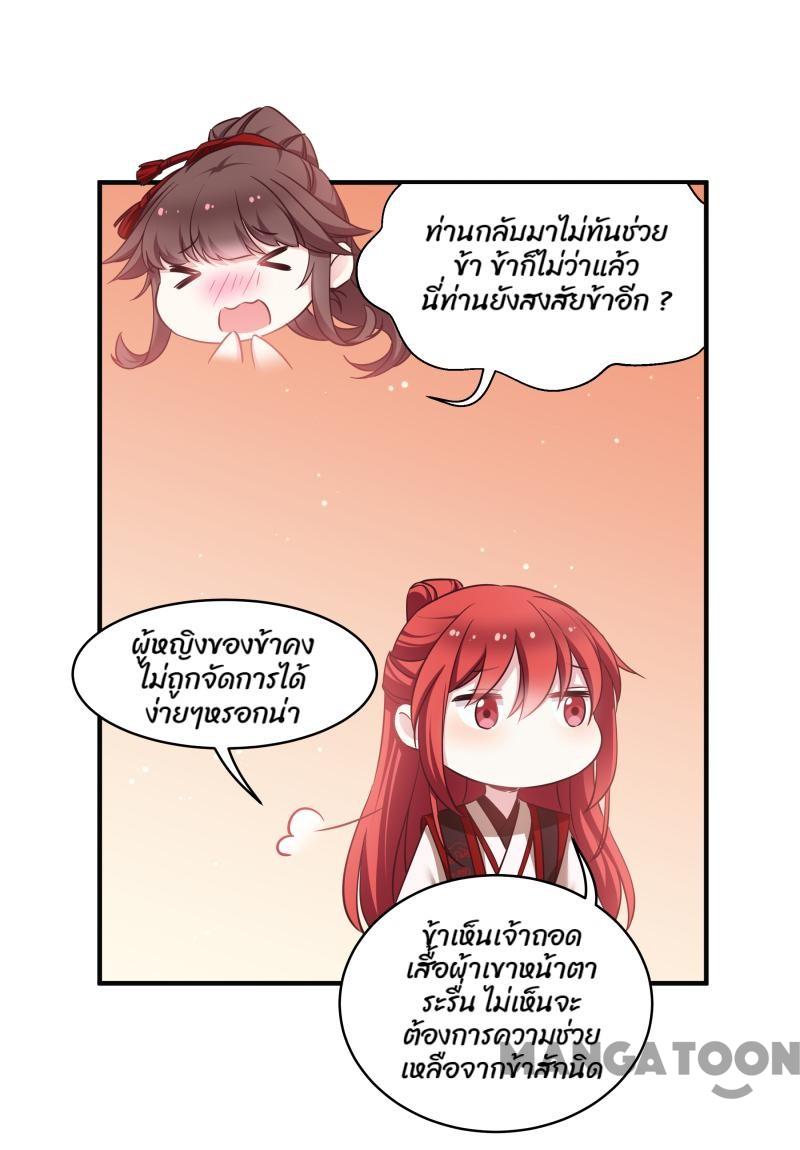 ท่านกลับมาไม่ทันช่วย
ข้า ข้าก็ไม่ว่าแล้ว
นี่ท่านยังสงสัยข้าอีก ?
ผู้หญิงของข้าคง
ไม่ถูกจัดการได้
ง่ายๆหรอกน่า
ข้าเห็นเจ้าถอด
เสื้อผ้าเขาหน้าตา
ระรื่น ไม่เห็นจะ
ต้องการความช่วย
เหลือจากข้าสักนิด
MANGATOON